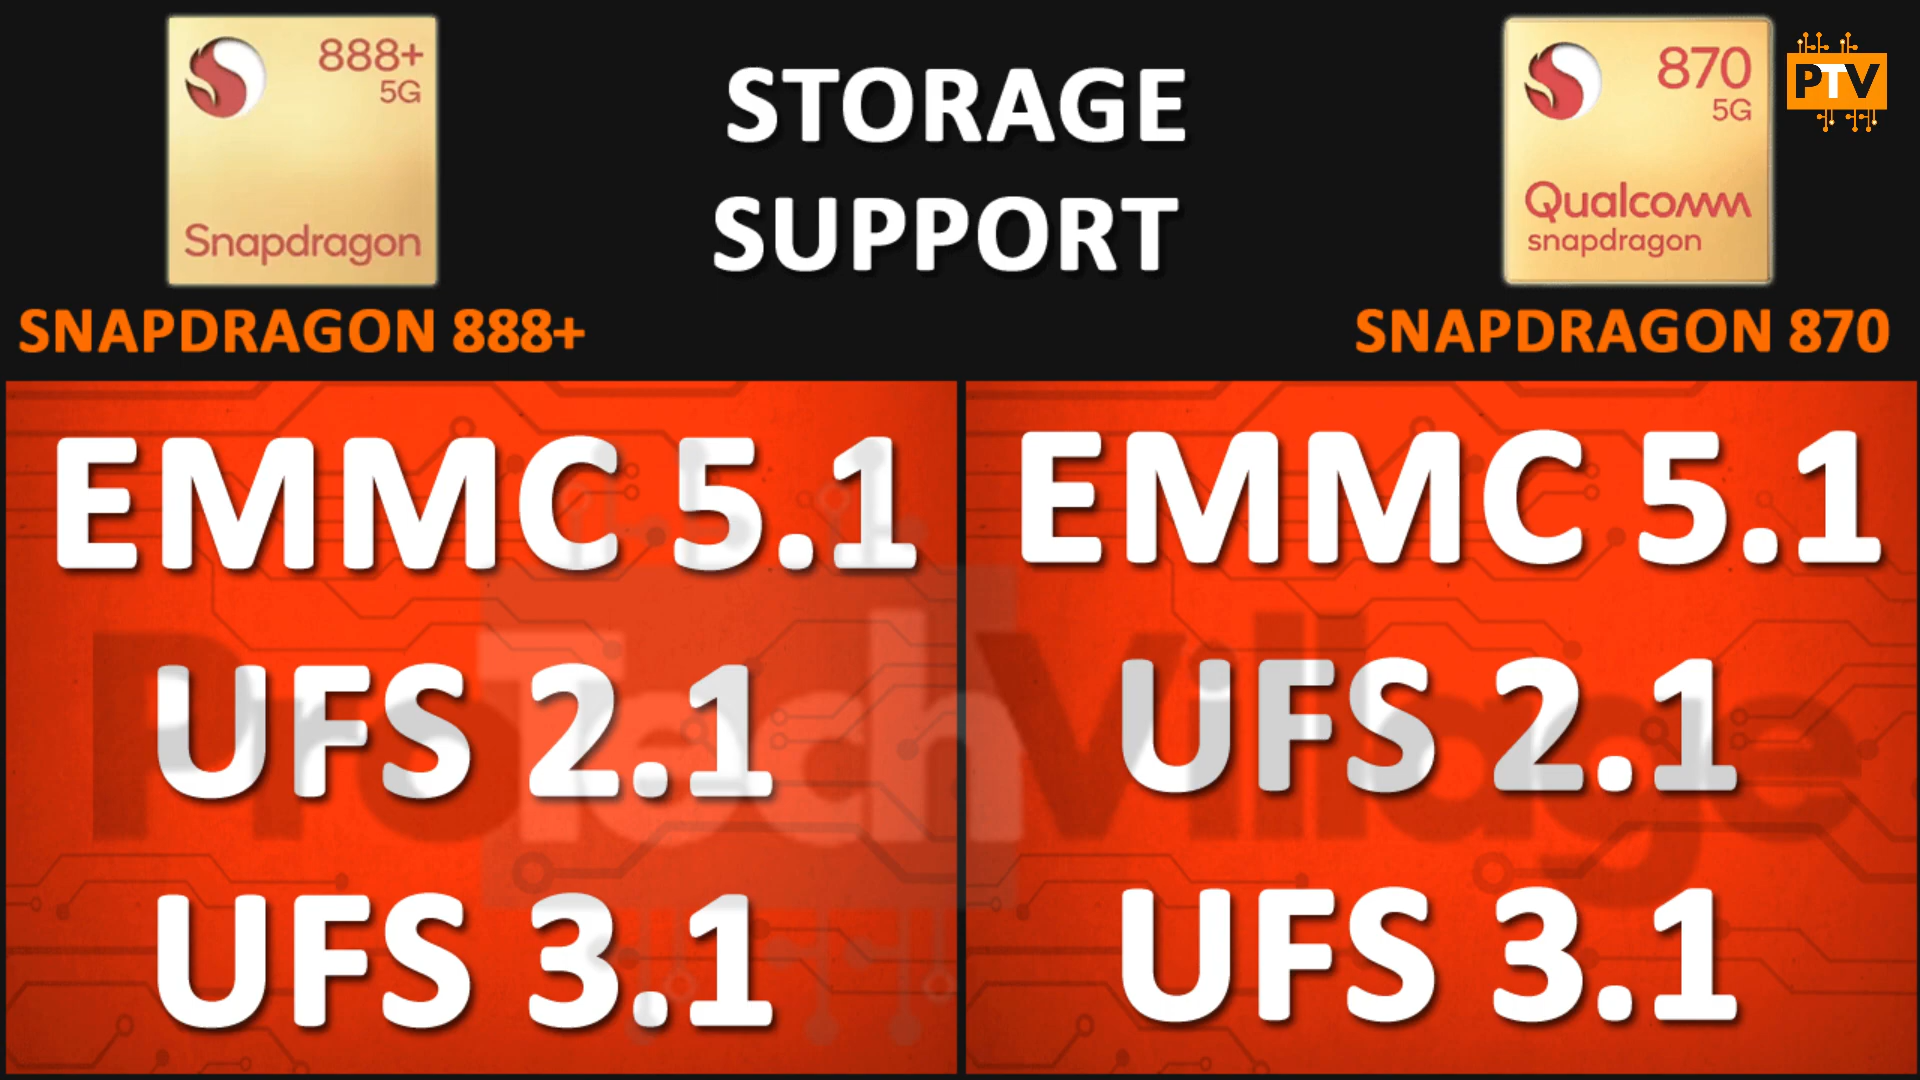 888+
5G
Snapdragon
STORAGE
SUPPORT
870
5G
Qualcomm
snapdragon
PTV
SNAPDRAGON 888+
SNAPDRAGON 870
EMMC 5.1
UFS 2.1
UFS 3.1
EMMC 5.1
UFS 2.1
UFS 3.1
ProTechVillage